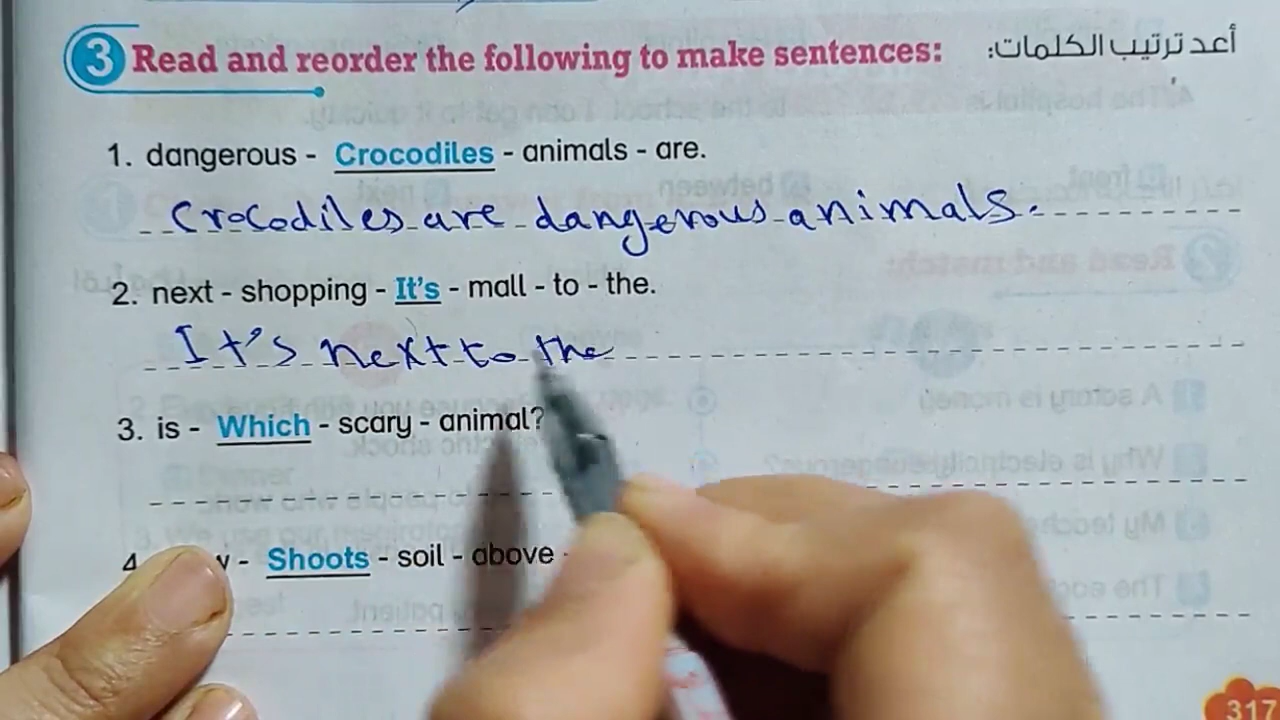 3 Read and reorder the following to make sentences: أعد ترتيب الكلمات:
1. dangerous - Crocodiles - animals - are.
Crocodiles are dangerous animals.
2. next - shopping - It's - mall - to - the.
It's next to the
3. is - Which - scary - animal?
4. - Shoots - soil - above -
317